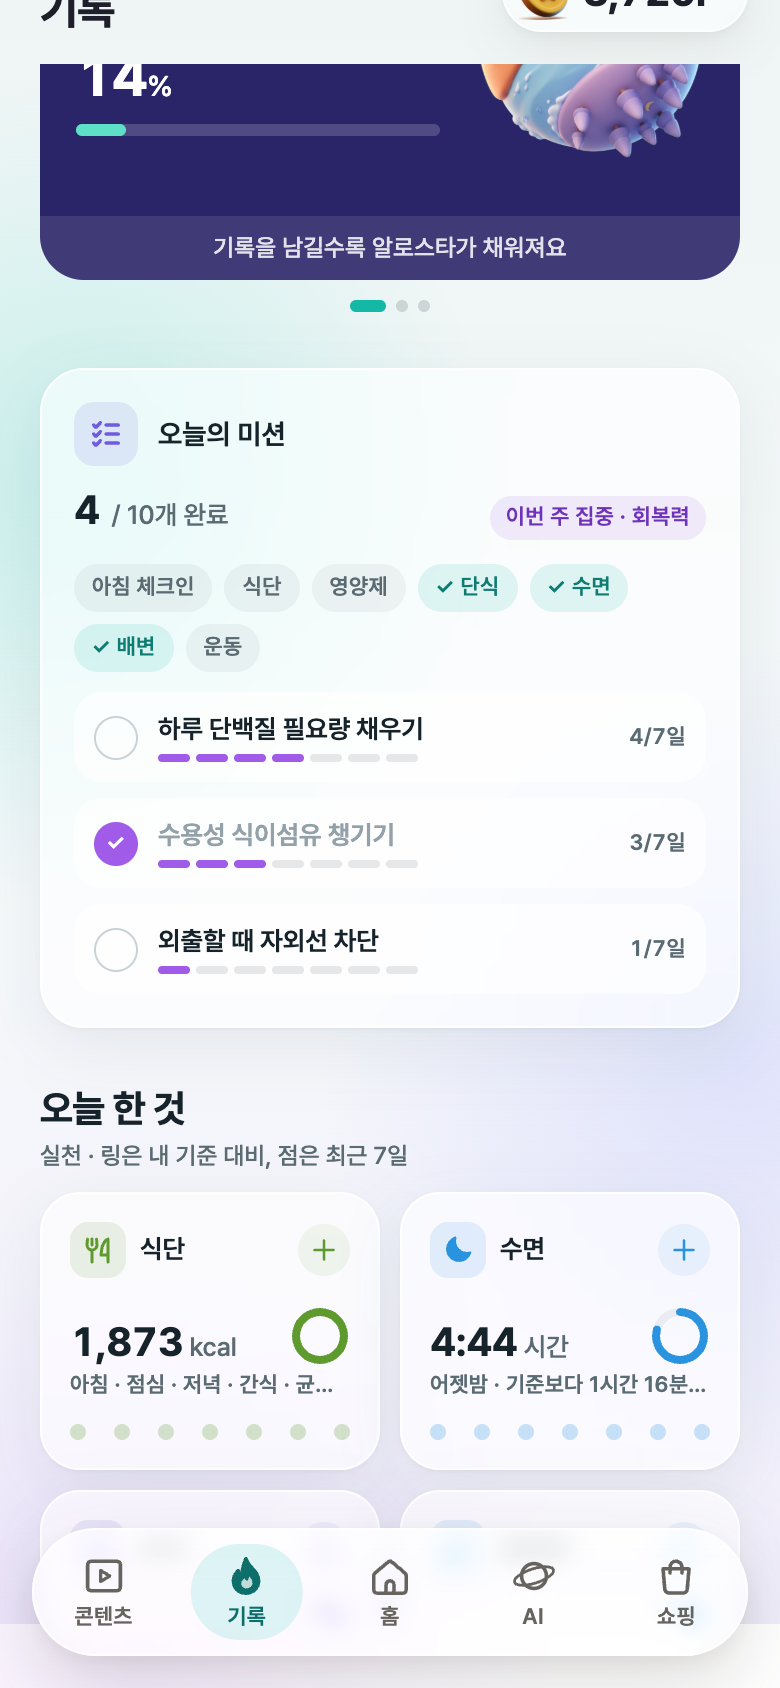 기록
14%
기록을 남길수록 알로스타가 채워져요
오늘의 미션
4 / 10개 완료
이번 주 집중 · 회복력
아침 체크인 식단 영양제 ✓ 단식 ✓ 수면
✓ 배변 운동
하루 단백질 필요량 채우기 4/7일
수용성 식이섬유 챙기기 3/7일
외출할 때 자외선 차단 1/7일
오늘 한 것
실천 · 링은 내 기준 대비, 점은 최근 7일
식단
1,873 kcal
아침 · 점심 · 저녁 · 간식 · 균...
수면
4:44 시간
어젯밤 · 기준보다 1시간 16분...
콘텐츠 기록 홈 AI 쇼핑